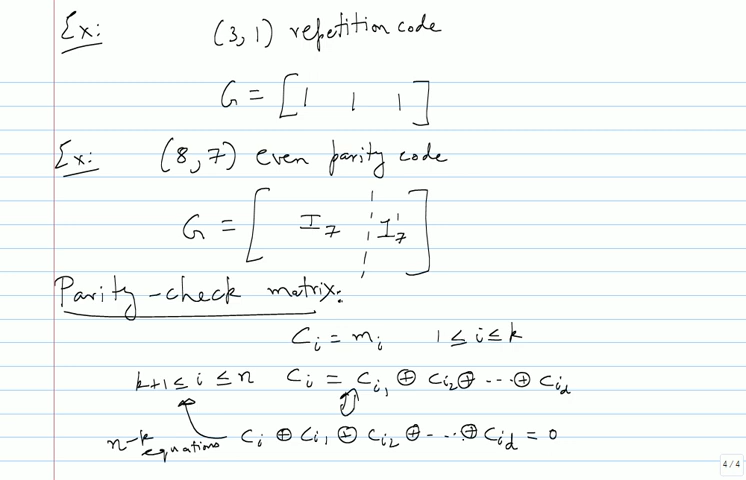 Ex: (3,1) repetition code
G = [1 1 1]
Ex: (8,7) even parity code
G = [ I₇ ¦ I'₇ ]
Parity-check matrix:
Cᵢ = mᵢ 1 ≤ i ≤ k
k+1 ≤ i ≤ n Cᵢ = Cᵢ₁ ⊕ Cᵢ₂ ⊕ ... ⊕ Cᵢd
n-k equations Cᵢ ⊕ Cᵢ₁ ⊕ Cᵢ₂ ⊕ ... ⊕ Cᵢd = 0
4/4